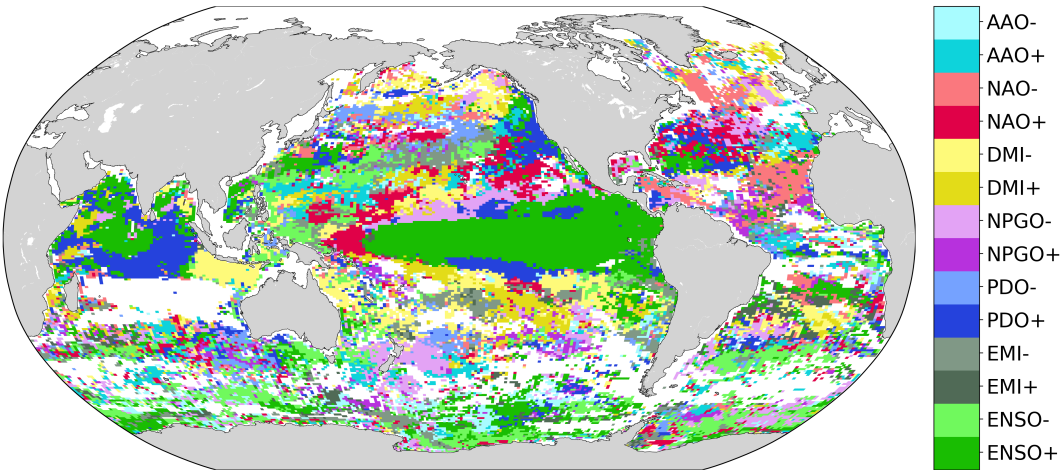 AAO-
AAO+
NAO-
NAO+
DMI-
DMI+
NPGO-
NPGO+
PDO-
PDO+
EMI-
EMI+
ENSO-
ENSO+